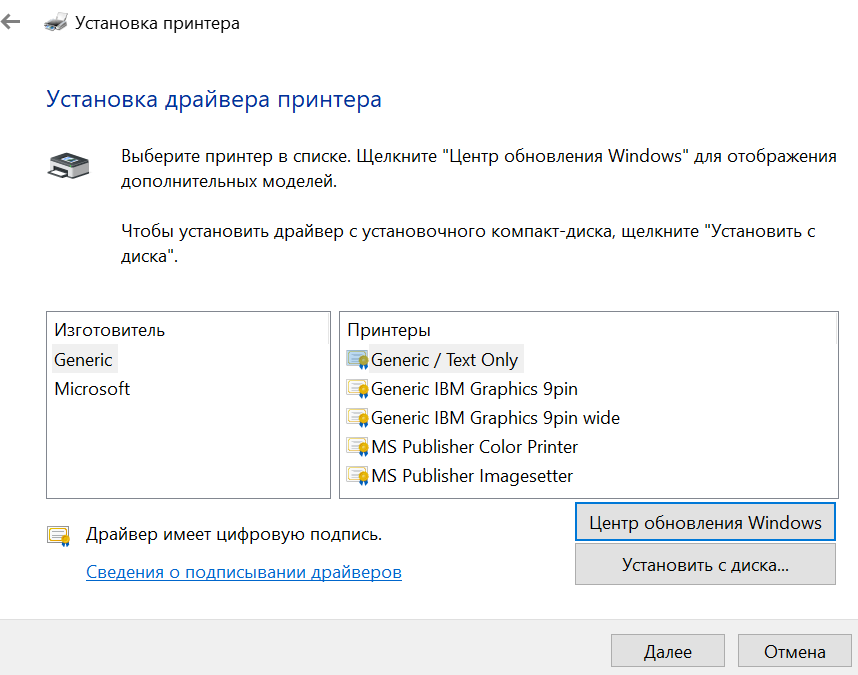 Установка принтера
Установка драйвера принтера
Выберите принтер в списке. Щелкните "Центр обновления Windows" для отображения
дополнительных моделей.
Чтобы установить драйвер с установочного компакт-диска, щелкните "Установить с
диска".
Изготовитель
Generic
Microsoft
Принтеры
Generic / Text Only
Generic IBM Graphics 9pin
Generic IBM Graphics 9pin wide
MS Publisher Color Printer
MS Publisher Imagesetter
Драйвер имеет цифровую подпись.
Сведения о подписывании драйверов
Центр обновления Windows
Установить с диска...
Далее
Отмена